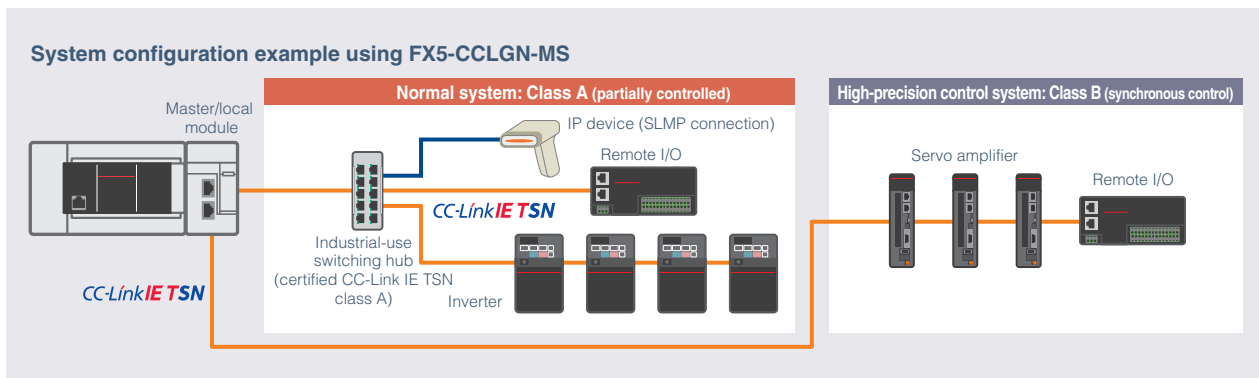 System configuration example using FX5-CCLGN-MS
Master/local
module
Normal system: Class A (partially controlled)
IP device (SLMP connection)
Remote I/O
CC-Link IE TSN
Industrial-use
switching hub
(certified CC-Link IE TSN
class A)
Inverter
CC-Link IE TSN
High-precision control system: Class B (synchronous control)
Servo amplifier
Remote I/O